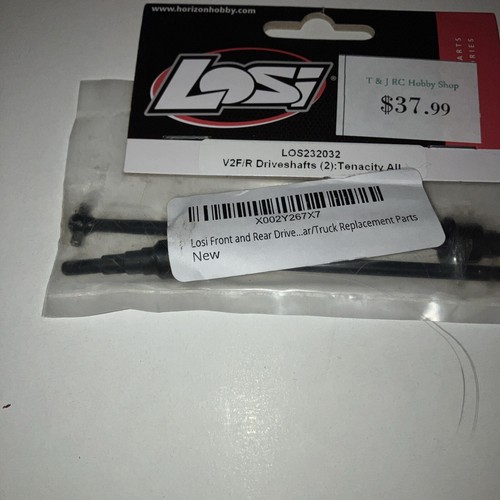 www.horizonhobby.com
LOSI
®
PARTS
T & J RC Hobby Shop
$37.99
LOS232032
V2F/R Driveshafts (2):Tenacity All
X002Y267X7
Losi Front and Rear Drive...ar/Truck Replacement Parts
New